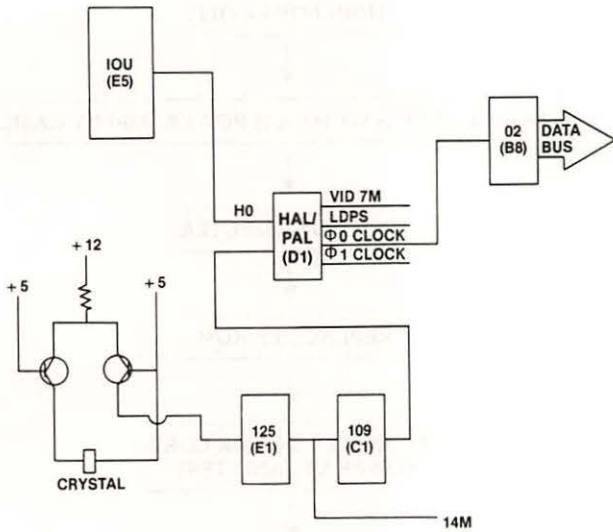 IOU
(E5)
02
(B8)
DATA
BUS
H0
HAL/
PAL
(D1)
VID 7M
LDPS
Φ0 CLOCK
Φ1 CLOCK
+12
+5
+5
125
(E1)
109
(C1)
CRYSTAL
14M